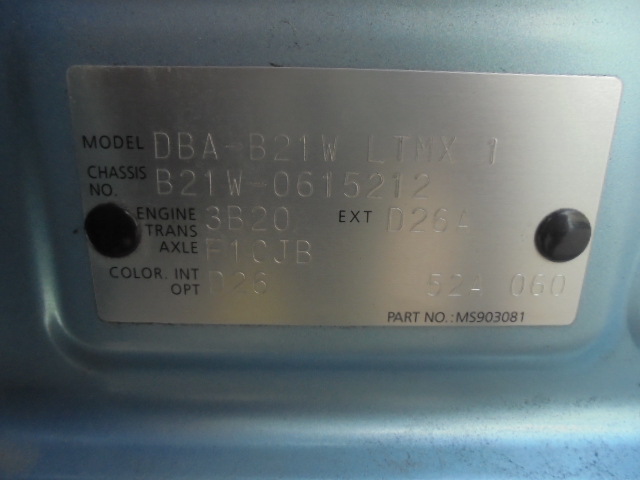 MODEL DBA-B21W LTMX 1
CHASSIS NO. B21W-0615212
ENGINE 3B20 EXT D26A
TRANS AXLE F1CJB
COLOR. INT D26
OPT 524 060
PART NO.:MS903081